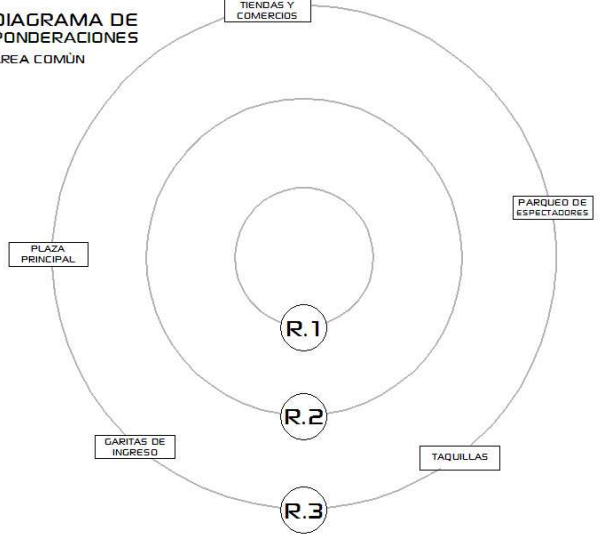 DIAGRAMA DE
PONDERACIONES
AREA COMÙN
TIENDAS Y
COMERCIOS
PARQUEO DE
ESPECTADORES
PLAZA
PRINCIPAL
R.1
R.2
GARITAS DE
INGRESO
TAQUILLAS
R.3